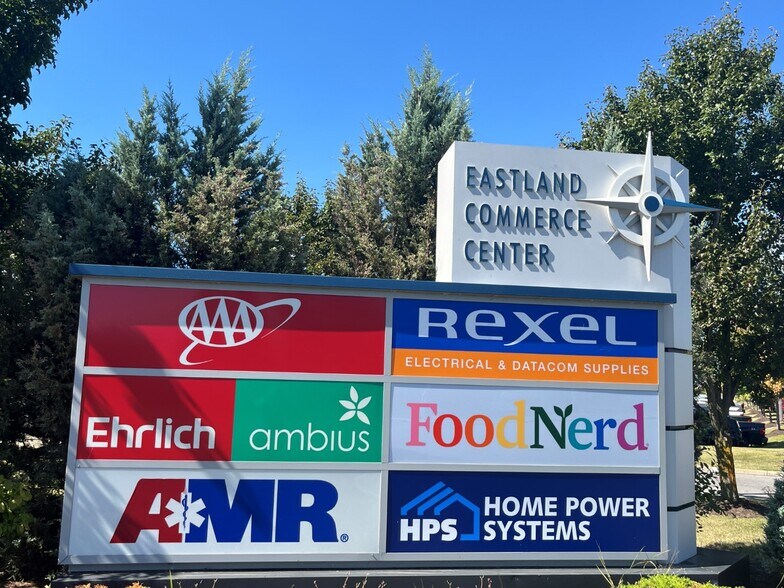 EASTLAND
COMMERCE
CENTER
AAA
REXEL
ELECTRICAL & DATACOM SUPPLIES
Ehrlich
ambius
FoodNerd
AMR®
HPS
HOME POWER
SYSTEMS